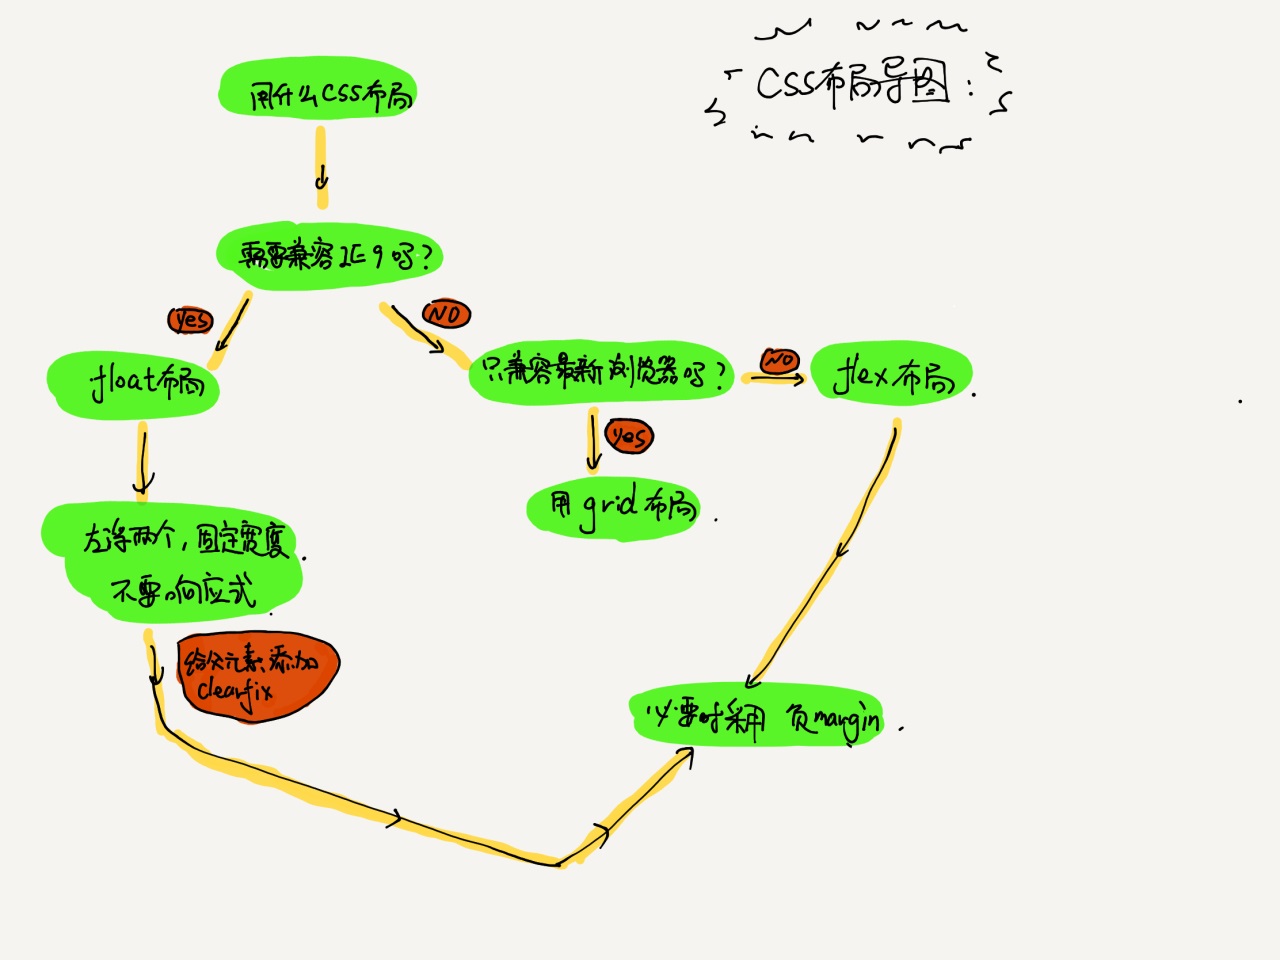 CSS布局导图：
用什么CSS布局
需要兼容IE9吗？
yes
NO
float布局
只兼容最新浏览器吗？
NO
flex布局.
yes
用grid布局.
左浮两个，固定宽度.
不要响应式.
给父元素添加
clearfix
必要时采用 负margin.